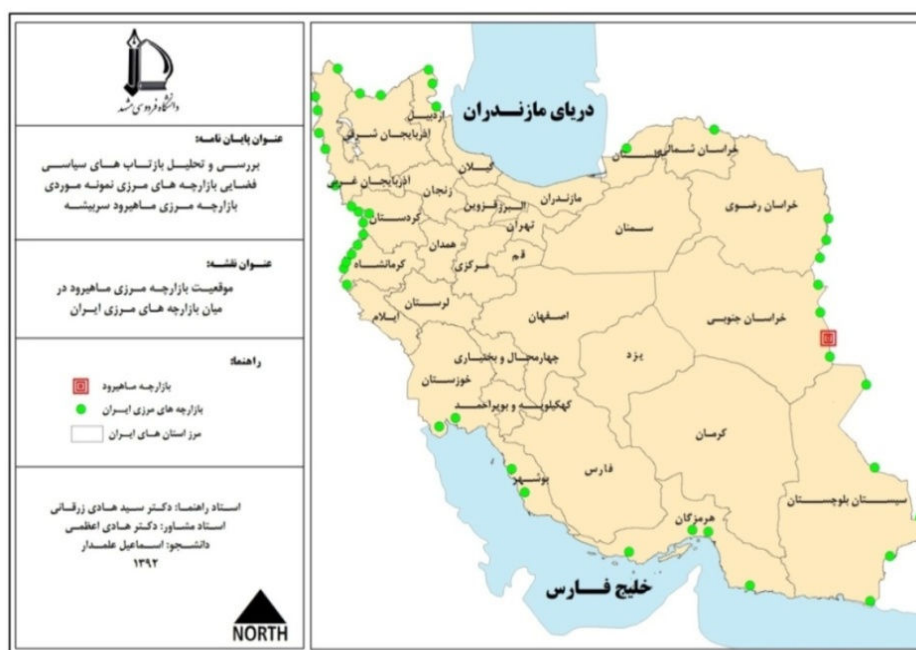 دانشگاه فردوسی مشهد
عنوان پایان نامه:
بررسی و تحلیل بازتاب های سیاسی
فضایی بازارچه های مرزی نمونه موردی
بازارچه مرزی ماهیرود سربیشه
عنوان نقشه:
موقعیت بازارچه مرزی ماهیرود در
میان بازارچه های مرزی ایران
راهنما:
بازارچه ماهیرود
بازارچه های مرزی ایران
مرز استان های ایران
استاد راهنما: دکتر سید هادی زرقانی
استاد مشاور: دکتر هادی اعظمی
دانشجو: اسماعیل علمدار
۱۳۹۲
NORTH
دریای مازندران
اردبیل
آذربایجان شرقی
گیلان
آذربایجان غربی
زنجان
خراسان شمالی
خراسان رضوی
مازندران
البرز
قزوین
کردستان
تهران
سمنان
همدان
قم
مرکزی
کرمانشاه
لرستان
ایلام
اصفهان
خراسان جنوبی
یزد
چهارمحال و بختیاری
خوزستان
کهکیلویه و بویراحمد
کرمان
فارس
بوشهر
سیستان بلوچستان
هرمزگان
خلیج فارس